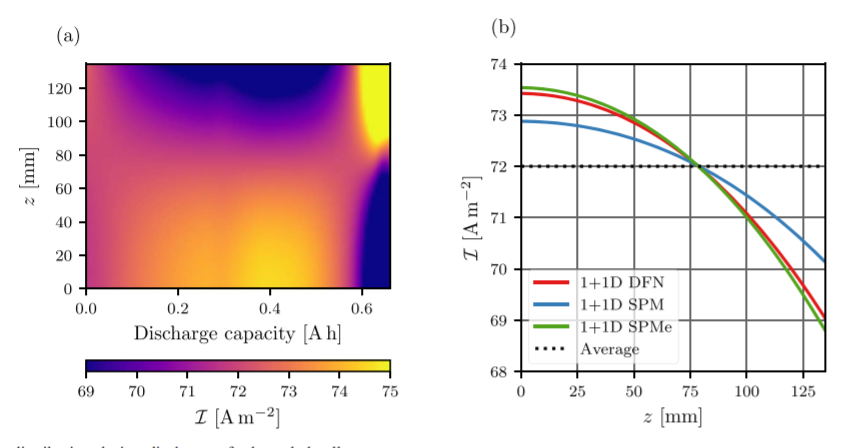 (a)
z [mm]
120
100
80
60
40
20
0
0.0 0.2 0.4 0.6
Discharge capacity [A h]
69 70 71 72 73 74 75
ℐ [A m⁻²]
(b)
ℐ [A m⁻²]
74
73
72
71
70
69
68
1+1D DFN
1+1D SPM
1+1D SPMe
Average
0 25 50 75 100 125
z [mm]